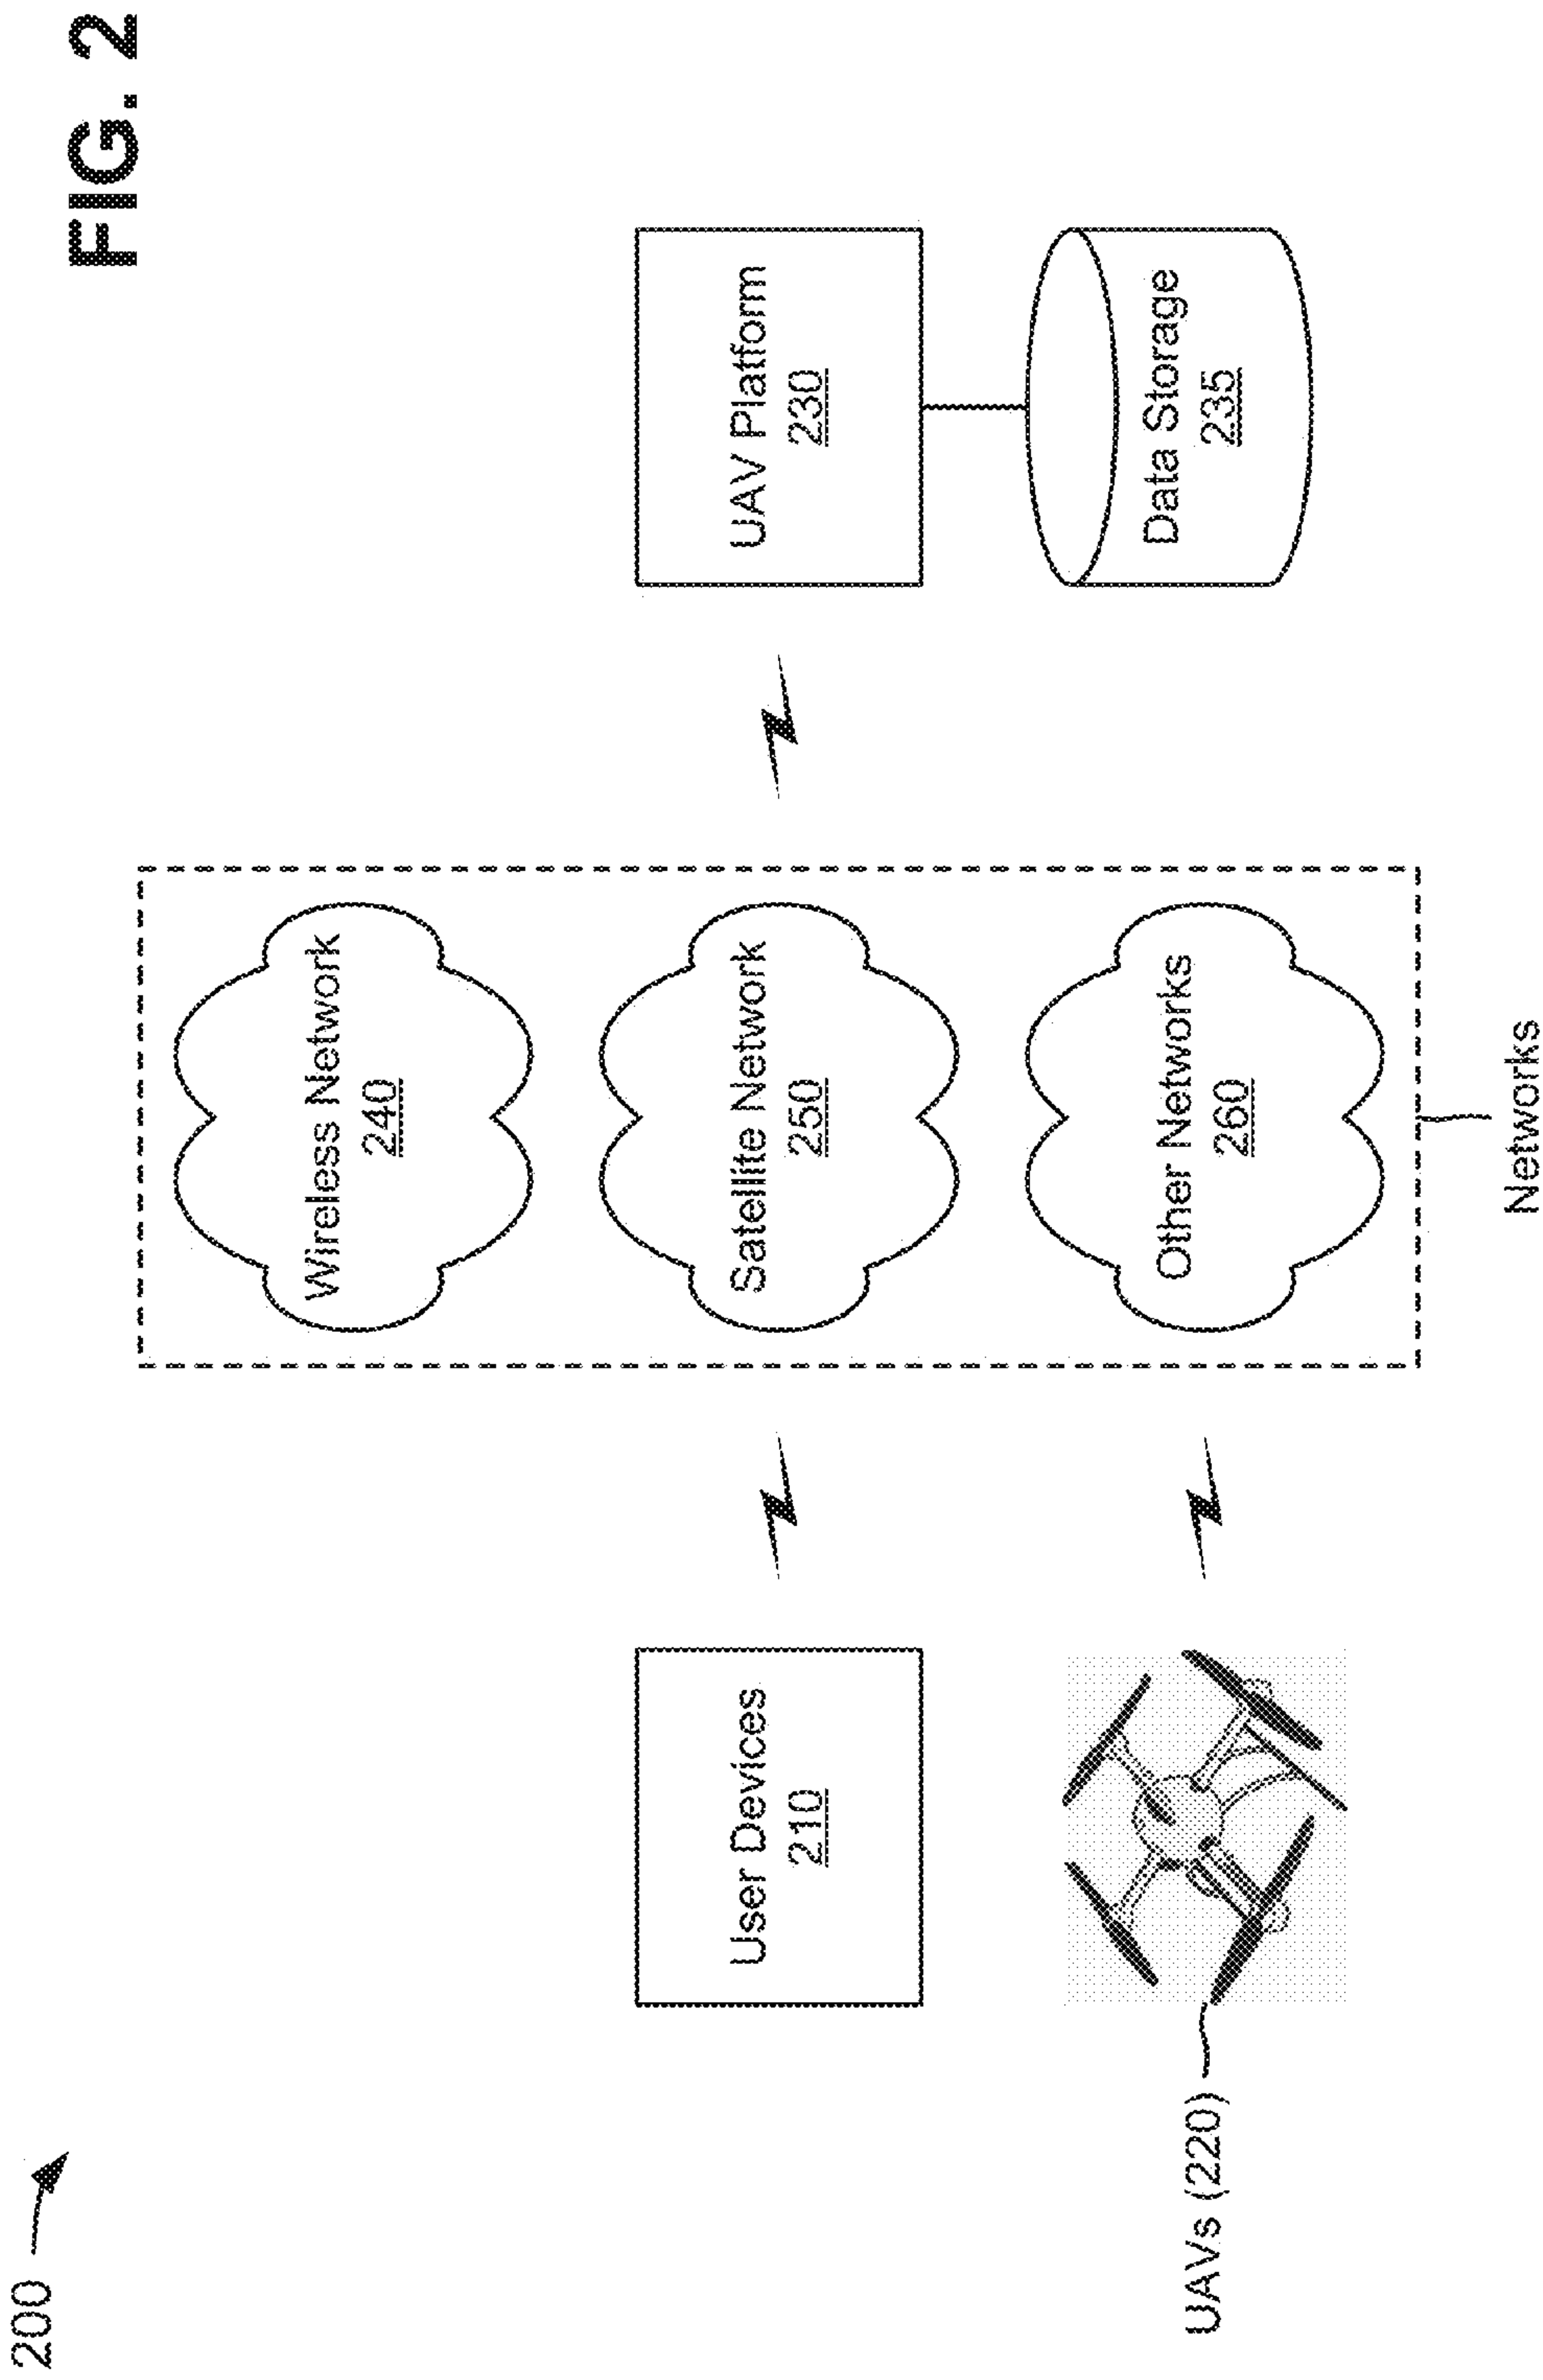 200
FIG. 2
Wireless Network
240
User Devices
210
Satellite Network
250
UAV Platform
230
UAVs (220)
Other Networks
260
Data Storage
235
Networks